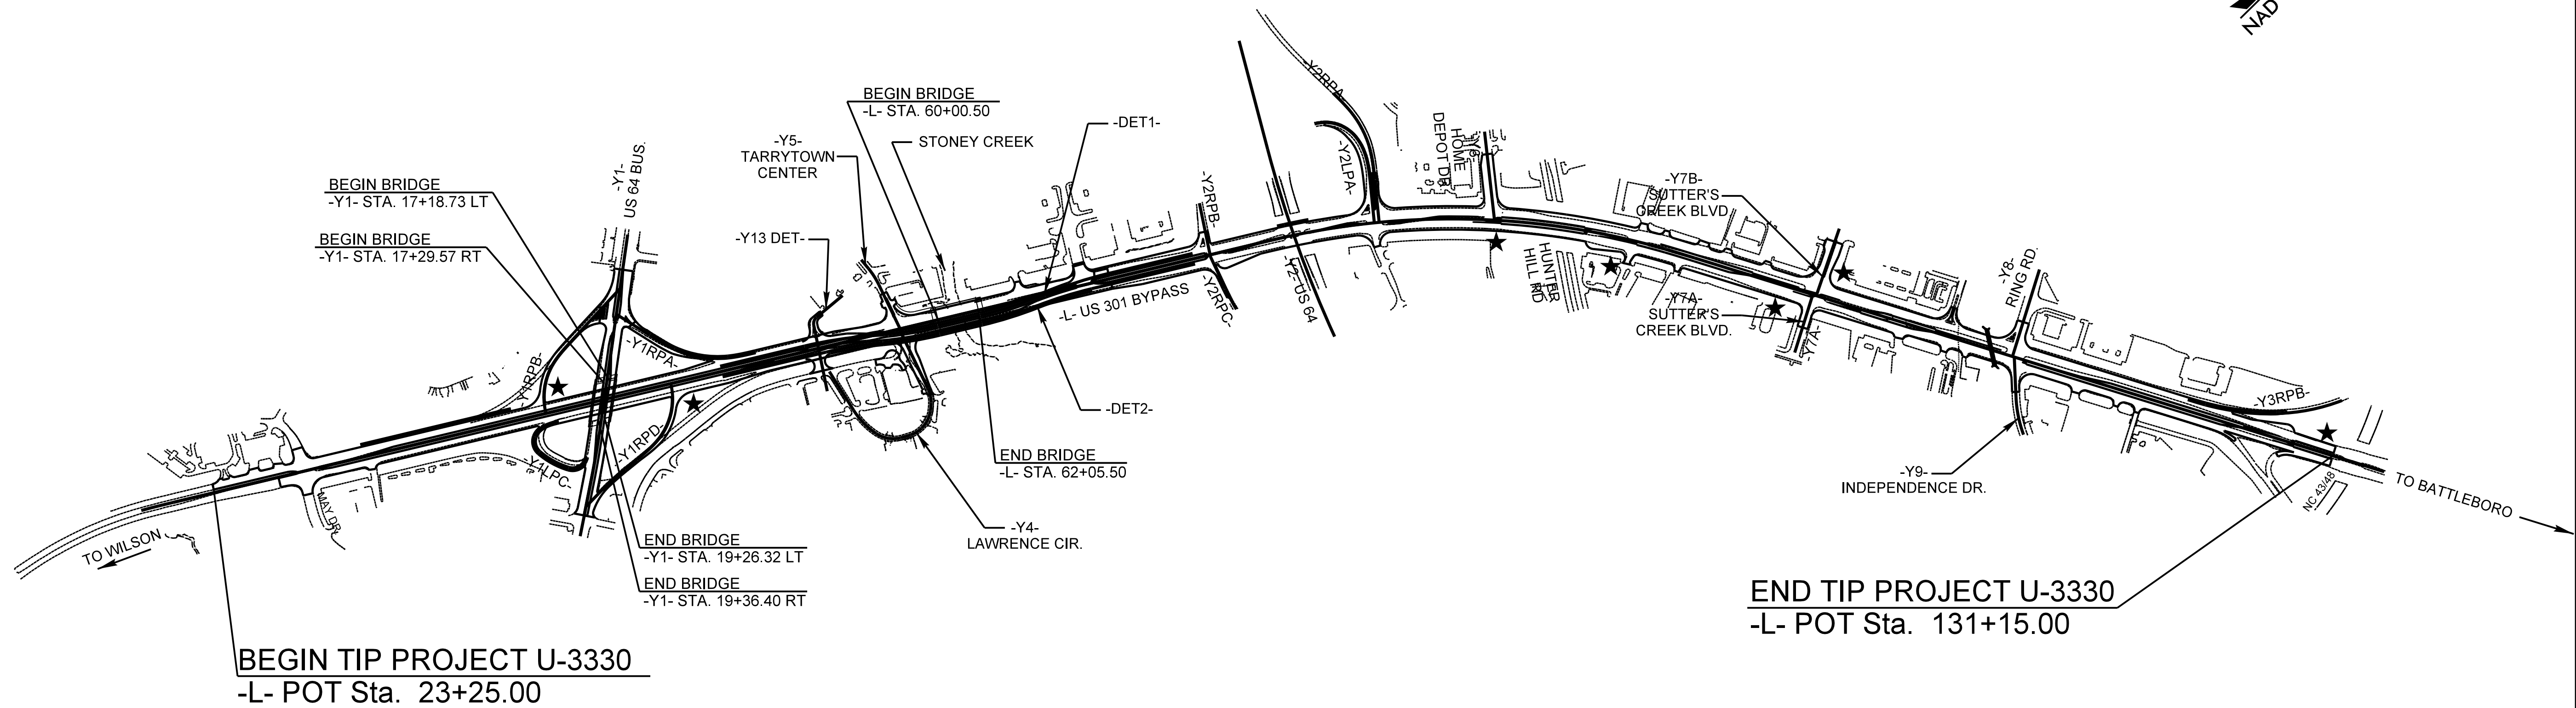 NAD
BEGIN BRIDGE
-L- STA. 60+00.50
STONEY CREEK
-DET1-
-Y5-
TARRYTOWN
CENTER
-Y1-
US 64 BUS.
BEGIN BRIDGE
-Y1- STA. 17+18.73 LT
BEGIN BRIDGE
-Y1- STA. 17+29.57 RT
-Y13 DET-
-Y2RPA-
-Y2LPA-
HOME
DEPOT DR.
-Y6-
-Y2RPB-
-Y2RPC-
-Y2- US 64
-L- US 301 BYPASS
HUNTER
HILL RD
-Y7B-
SUTTER'S
CREEK BLVD
-Y7A-
SUTTER'S
CREEK BLVD.
-Y7A-
-Y8-
RING RD.
-Y3RPB-
-Y1RPB-
-Y1RPA-
-Y1RPD-
-Y1LPC-
MAY DR.
TO WILSON
-DET2-
END BRIDGE
-L- STA. 62+05.50
-Y4-
LAWRENCE CIR.
END BRIDGE
-Y1- STA. 19+26.32 LT
END BRIDGE
-Y1- STA. 19+36.40 RT
-Y9-
INDEPENDENCE DR.
NC 43/48
TO BATTLEBORO
END TIP PROJECT U-3330
-L- POT Sta. 131+15.00
BEGIN TIP PROJECT U-3330
-L- POT Sta. 23+25.00